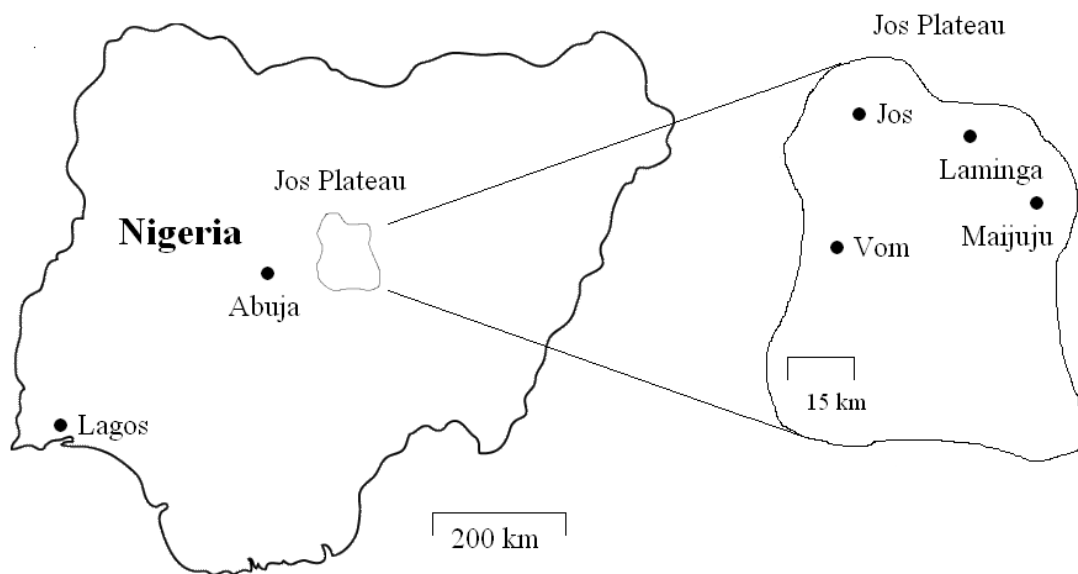 Jos Plateau
Jos
Laminga
Maijuju
Vom
15 km
Jos Plateau
Nigeria
Abuja
Lagos
200 km